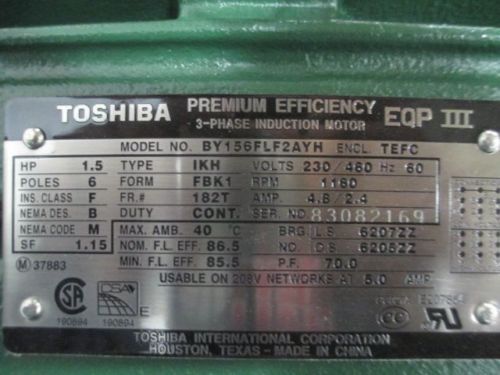 TOSHIBA PREMIUM EFFICIENCY EQP III
3-PHASE INDUCTION MOTOR
MODEL NO. BY156FLF2AYH ENCL. TEFC
HP 1.5 TYPE IKH VOLTS 230/460 Hz 60
POLES 6 FORM FBK1 RPM 1180
INS. CLASS F FR.# 182T AMP. 4.8/2.4
NEMA DES. B DUTY CONT. SER. NO 83082169
NEMA CODE M MAX. AMB. 40 °C BRG L.S. 6207ZZ
SF 1.15 NOM. F.L. EFF. 86.5 NO. O.S. 6205ZZ
M 37883 MIN. F.L. EFF. 85.5 P.F. 70.0
USABLE ON 208V NETWORKS AT 5.0 AMP
SA 190894 E 190894
TOSHIBA INTERNATIONAL CORPORATION
HOUSTON, TEXAS - MADE IN CHINA